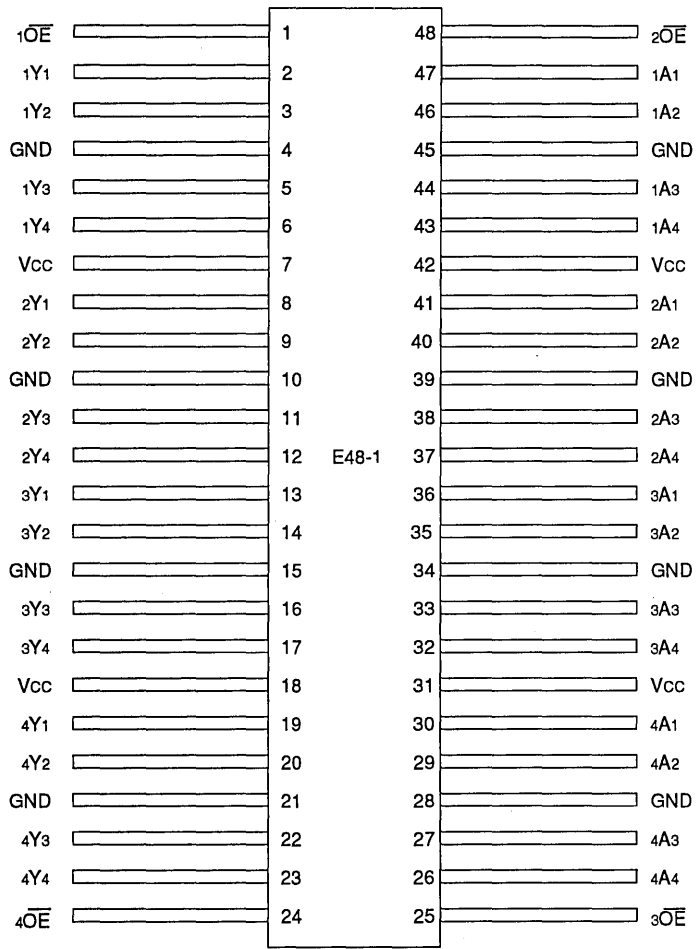 1OE 1 48 2OE
1Y1 2 47 1A1
1Y2 3 46 1A2
GND 4 45 GND
1Y3 5 44 1A3
1Y4 6 43 1A4
VCC 7 42 VCC
2Y1 8 41 2A1
2Y2 9 40 2A2
GND 10 39 GND
2Y3 11 38 2A3
2Y4 12 E48-1 37 2A4
3Y1 13 36 3A1
3Y2 14 35 3A2
GND 15 34 GND
3Y3 16 33 3A3
3Y4 17 32 3A4
VCC 18 31 VCC
4Y1 19 30 4A1
4Y2 20 29 4A2
GND 21 28 GND
4Y3 22 27 4A3
4Y4 23 26 4A4
4OE 24 25 3OE